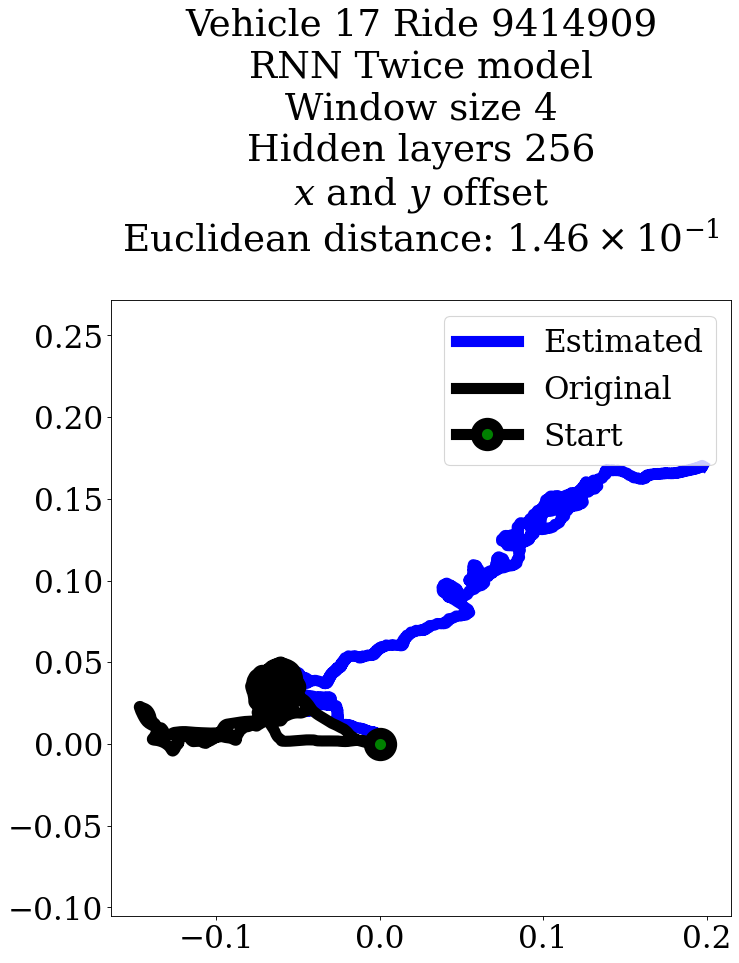 Vehicle 17 Ride 9414909
RNN Twice model
Window size 4
Hidden layers 256
x and y offset
Euclidean distance: 1.46 × 10⁻¹
Estimated
Original
Start
0.25
0.20
0.15
0.10
0.05
0.00
−0.05
−0.10
−0.1 0.0 0.1 0.2